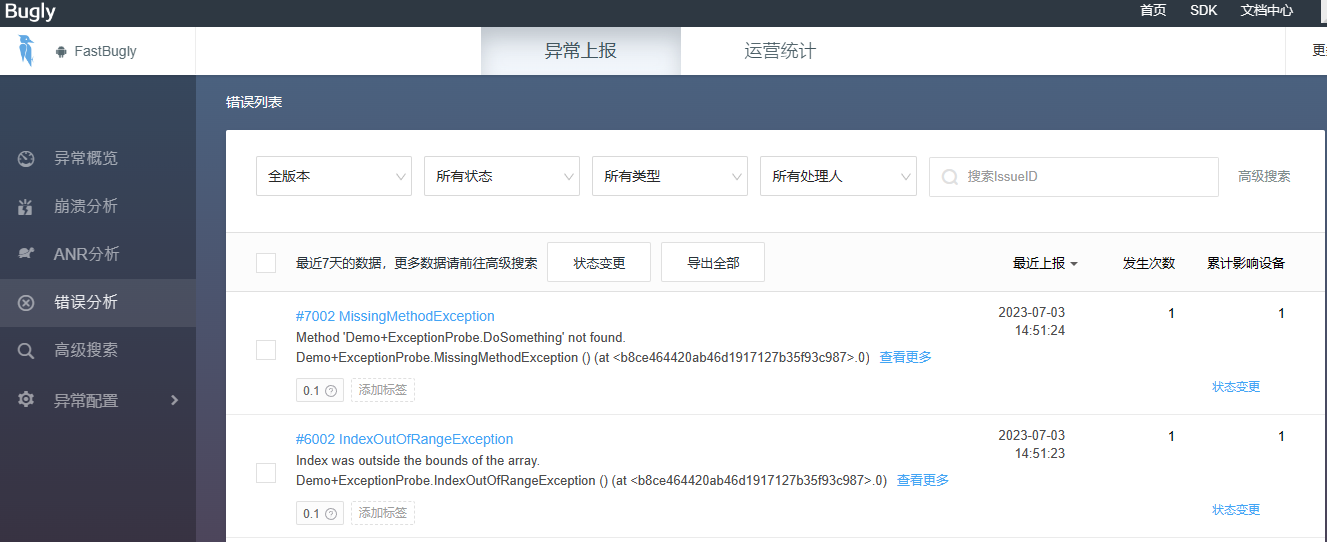 Bugly
首页 SDK 文档中心
FastBugly
异常上报 运营统计
错误列表
异常概览
崩溃分析
ANR分析
错误分析
高级搜索
异常配置
全版本 所有状态 所有类型 所有处理人 搜索IssueID 高级搜索
最近7天的数据，更多数据请前往高级搜索 状态变更 导出全部 最近上报 发生次数 累计影响设备
#7002 MissingMethodException 2023-07-03 1 1
Method 'Demo+ExceptionProbe.DoSomething' not found. 14:51:24
Demo+ExceptionProbe.MissingMethodException () (at <b8ce464420ab46d1917127b35f93c987>.0) 查看更多
0.1 添加标签 状态变更
#6002 IndexOutOfRangeException 2023-07-03 1 1
Index was outside the bounds of the array. 14:51:23
Demo+ExceptionProbe.IndexOutOfRangeException () (at <b8ce464420ab46d1917127b35f93c987>.0) 查看更多
0.1 添加标签 状态变更